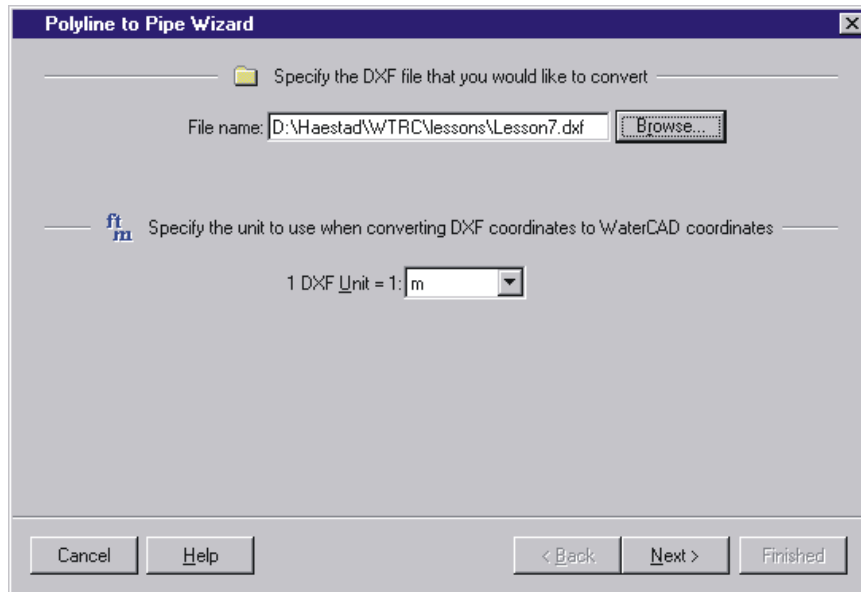 Polyline to Pipe Wizard
Specify the DXF file that you would like to convert
File name: D:\Haestad\WTRC\lessons\Lesson7.dxf Browse...
ft m Specify the unit to use when converting DXF coordinates to WaterCAD coordinates
1 DXF Unit = 1: m
Cancel Help < Back Next > Finished